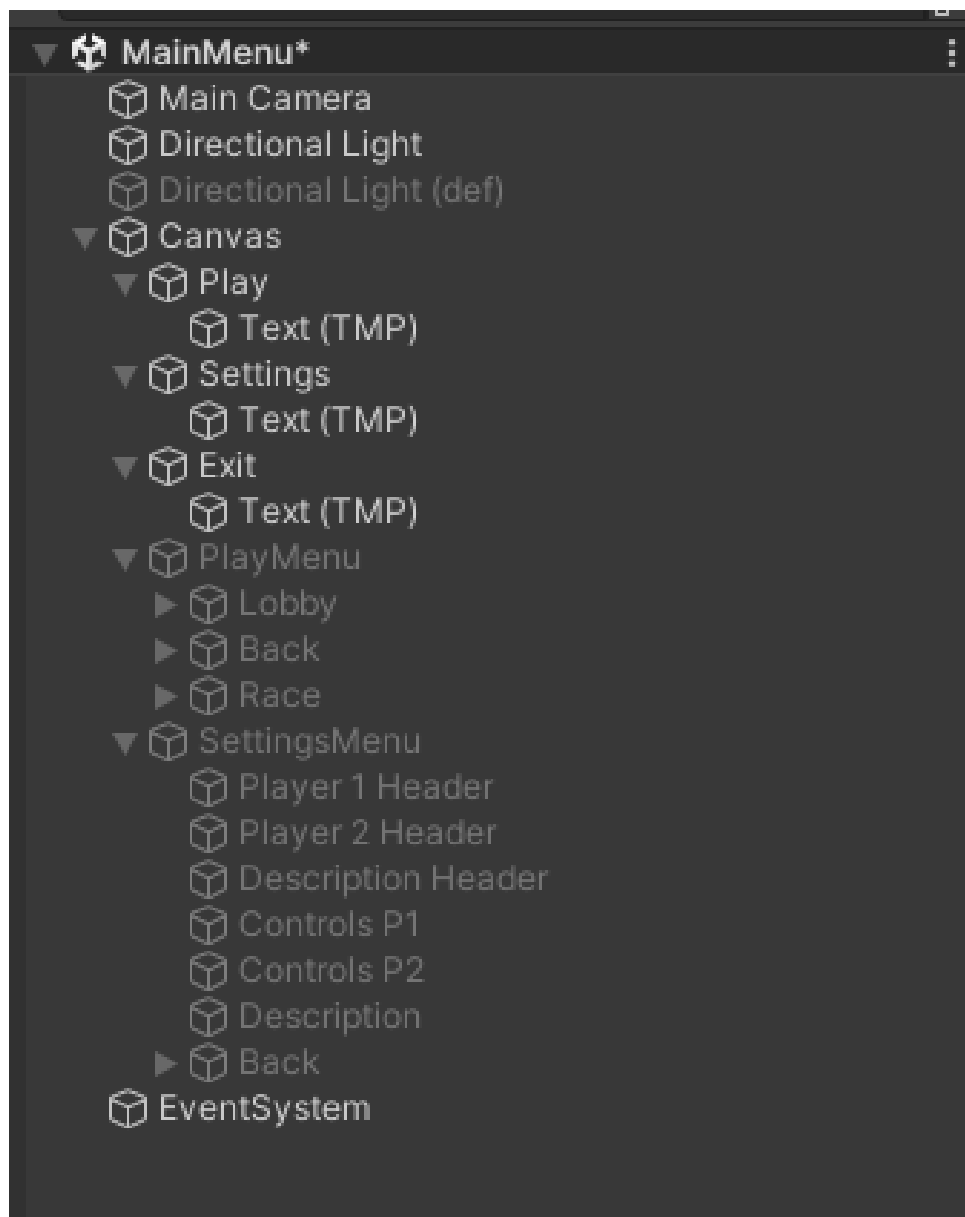 MainMenu*
Main Camera
Directional Light
Directional Light (def)
Canvas
Play
Text (TMP)
Settings
Text (TMP)
Exit
Text (TMP)
PlayMenu
Lobby
Back
Race
SettingsMenu
Player 1 Header
Player 2 Header
Description Header
Controls P1
Controls P2
Description
Back
EventSystem